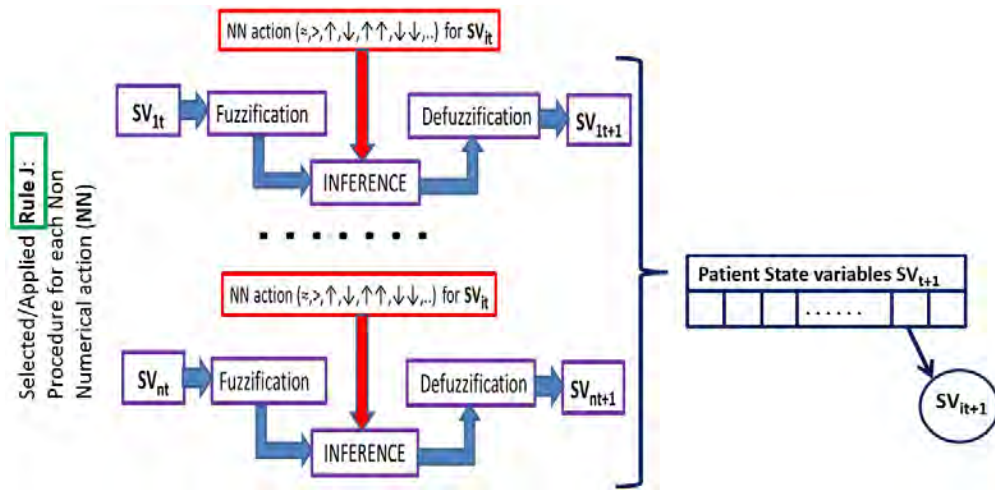 Selected/Applied Rule J:
Procedure for each Non
Numerical action (NN)
NN action (≈,>,↑,↓,↑↑,↓↓,..) for SVit
SV1t
Fuzzification
INFERENCE
Defuzzification
SV1t+1
NN action (≈,>,↑,↓,↑↑,↓↓,..) for SVit
SVnt
Fuzzification
INFERENCE
Defuzzification
SVnt+1
Patient State variables SVt+1
......
SVit+1